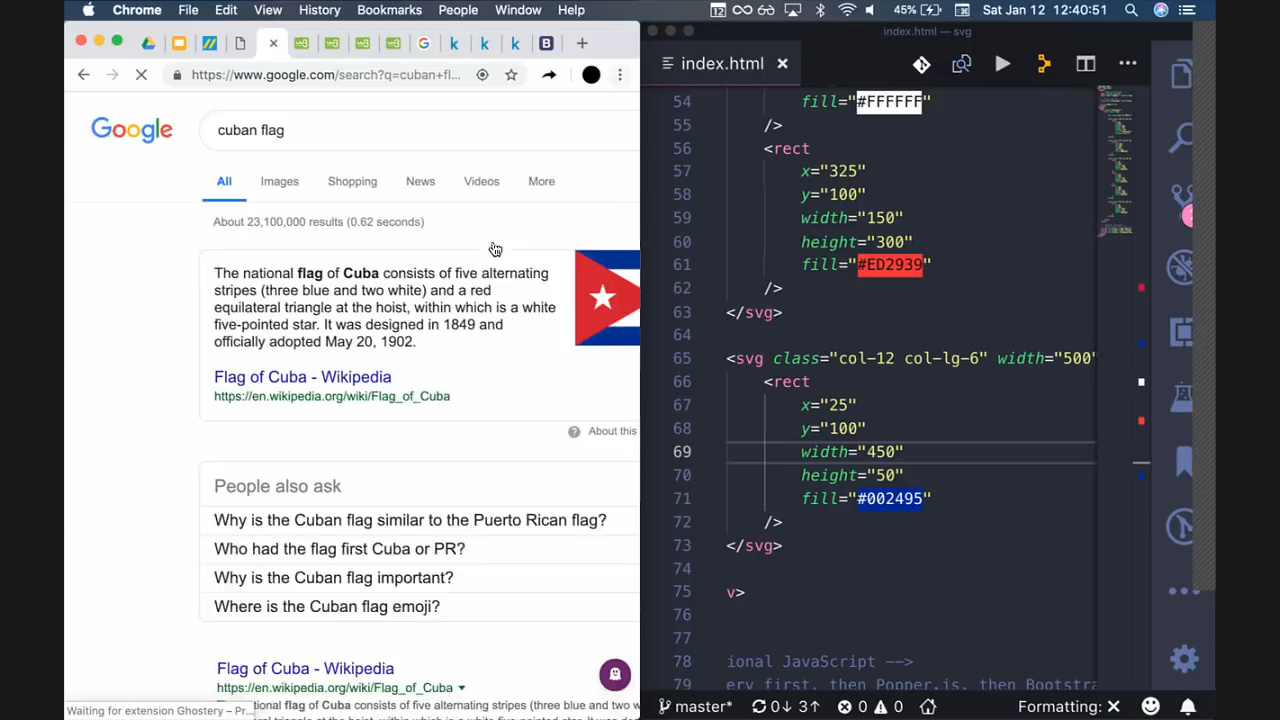 Chrome File Edit View History Bookmarks People Window Help
12 45% Sat Jan 12 12:40:51
https://www.google.com/search?q=cuban+fl...
Google
cuban flag
All Images Shopping News Videos More
About 23,100,000 results (0.62 seconds)
The national flag of Cuba consists of five alternating
stripes (three blue and two white) and a red
equilateral triangle at the hoist, within which is a white
five-pointed star. It was designed in 1849 and
officially adopted May 20, 1902.
Flag of Cuba - Wikipedia
https://en.wikipedia.org/wiki/Flag_of_Cuba
About this
People also ask
Why is the Cuban flag similar to the Puerto Rican flag?
Who had the flag first Cuba or PR?
Why is the Cuban flag important?
Where is the Cuban flag emoji?
Flag of Cuba - Wikipedia
https://en.wikipedia.org/wiki/Flag_of_Cuba
Waiting for extension Ghostery – Pr...
index.html — svg
index.html
54 fill="#FFFFFF"
55 />
56 <rect
57 x="325"
58 y="100"
59 width="150"
60 height="300"
61 fill="#ED2939"
62 />
63 </svg>
64
65 <svg class="col-12 col-lg-6" width="500"
66 <rect
67 x="25"
68 y="100"
69 width="450"
70 height="50"
71 fill="#002495"
72 />
73 </svg>
74
75 v>
76
77
78 ional JavaScript -->
79 ery first, then Popper.js, then Bootstra
master* 0↓ 3↑ 0 0 Formatting: ×